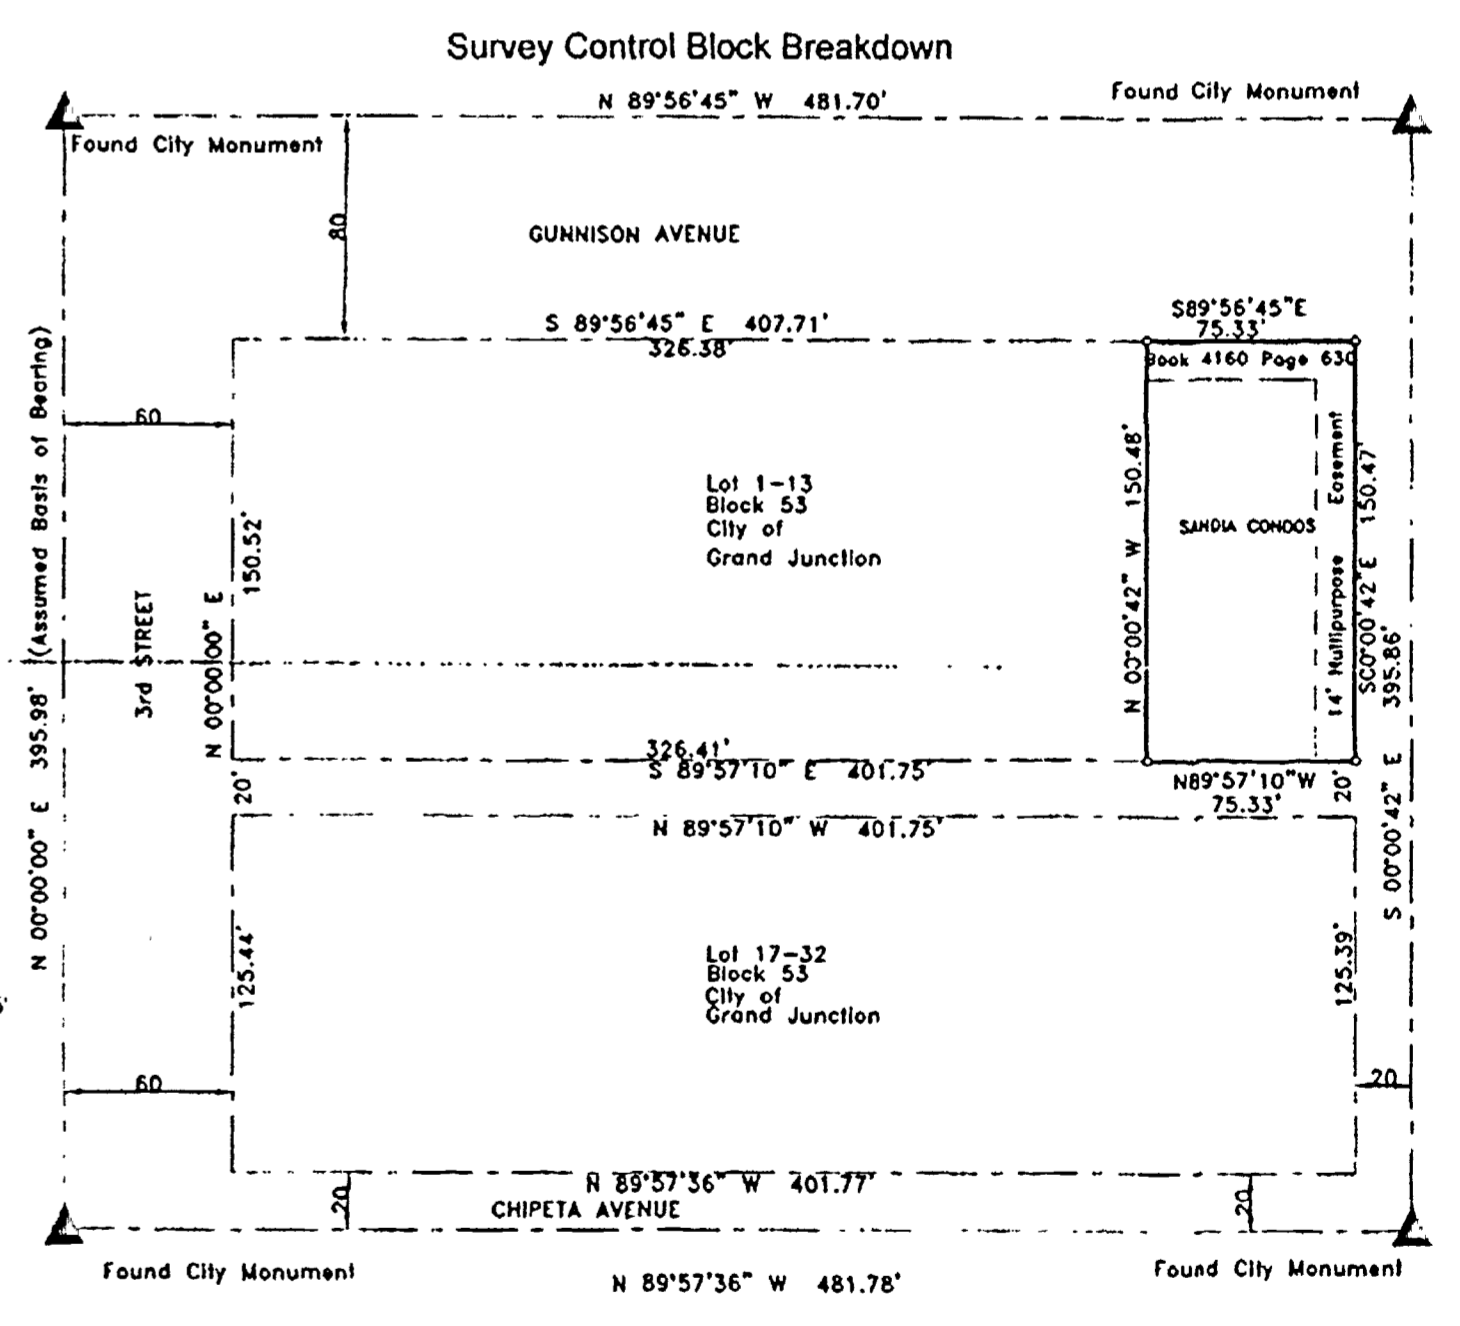 Survey Control Block Breakdown
N 89°56'45" W 481.70'
Found City Monument
Found City Monument
80
GUNNISON AVENUE
S 89°56'45" E 407.71'
326.38'
S89°56'45"E
75.33'
Book 4160 Page 630
60
(Assumed Basis of Bearing)
N 00°00'00" E 395.98'
3rd STREET
N 00°00'00" E
150.52'
Lot 1-13
Block 53
City of
Grand Junction
N 00°00'42" W 150.48'
SANDIA CONDOS
14' Multipurpose Easement
S00°00'42"E 150.47'
S 00°00'42" E 395.86'
326.41'
S 89°57'10" E 401.75'
N89°57'10"W
75.33'
20'
20'
N 89°57'10" W 401.75'
125.44'
Lot 17-32
Block 53
City of
Grand Junction
125.39'
60
20
N 89°57'36" W 401.77'
20
CHIPETA AVENUE
20
Found City Monument
N 89°57'36" W 481.78'
Found City Monument